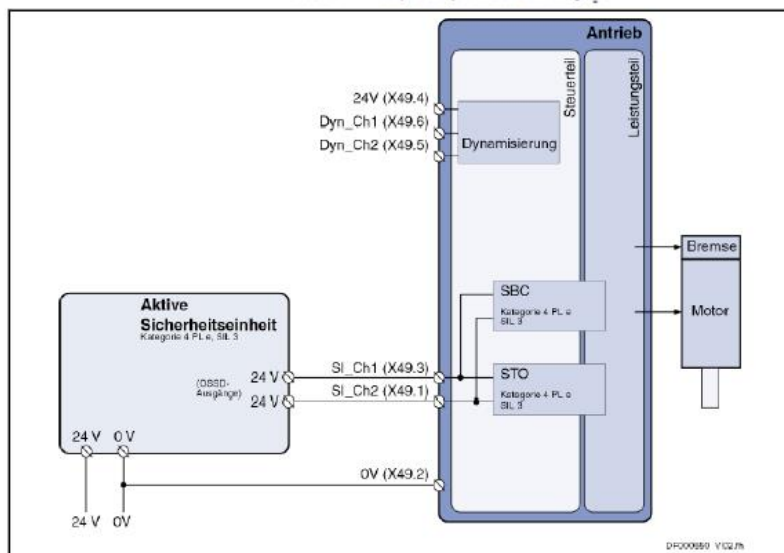 Antrieb
Steuerteil
Leistungsteil
24V (X49.4)
Dyn_Ch1 (X49.6)
Dyn_Ch2 (X49.5)
Dynamisierung
Bremse
Motor
SBC
Kategorie 4 PL e
SIL 3
Aktive
Sicherheitseinheit
Kategorie 4 PL e, SIL 3
(OSSD-
Ausgänge)
24 V
24 V
SI_Ch1 (X49.3)
SI_Ch2 (X49.1)
STO
Kategorie 4 PL e
SIL 3
24 V
0 V
0V (X49.2)
24 V
0V